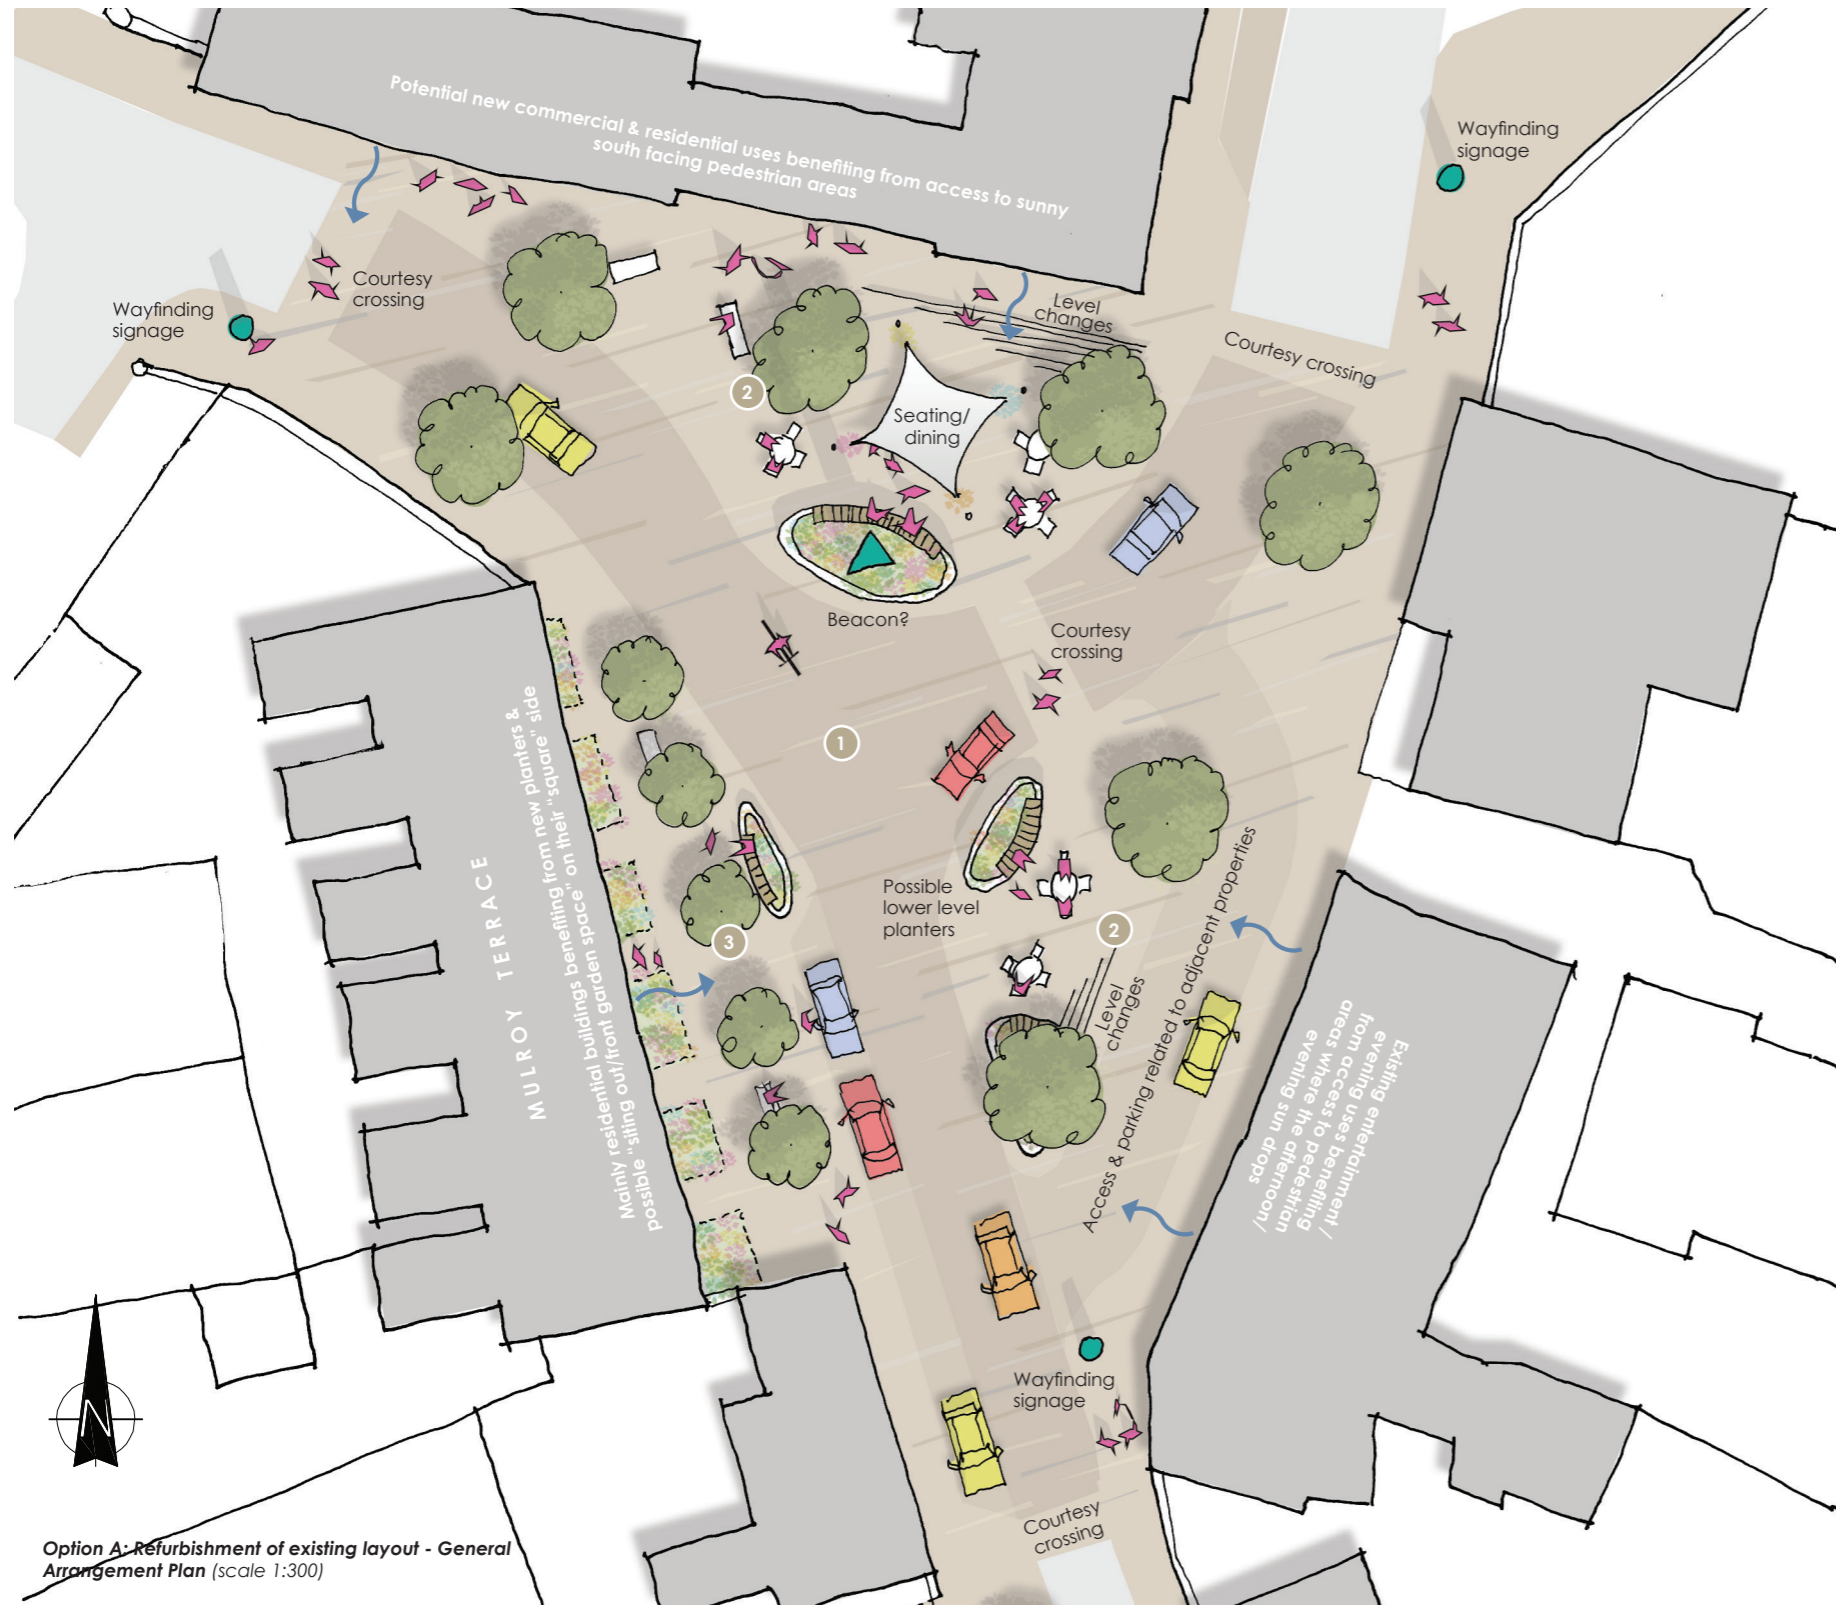 Potential new commercial & residential uses benefiting from access to sunny
south facing pedestrian areas
Wayfinding
signage
Courtesy
crossing
Wayfinding
signage
Level
changes
Courtesy crossing
2
Seating/
dining
Beacon?
Courtesy
crossing
1
MULROY TERRACE
Mainly residential buildings benefiting from new planters &
possible "sitting out/front garden space" on their "square" side
3
Possible
lower level
planters
2
Level
changes
Access & parking related to adjacent properties
Existing entertainment/
evening uses benefiting
from access to pedestrian
areas where the afternoon/
evening sun drops
Wayfinding
signage
Courtesy
crossing
N
Option A: Refurbishment of existing layout - General
Arrangement Plan (scale 1:300)